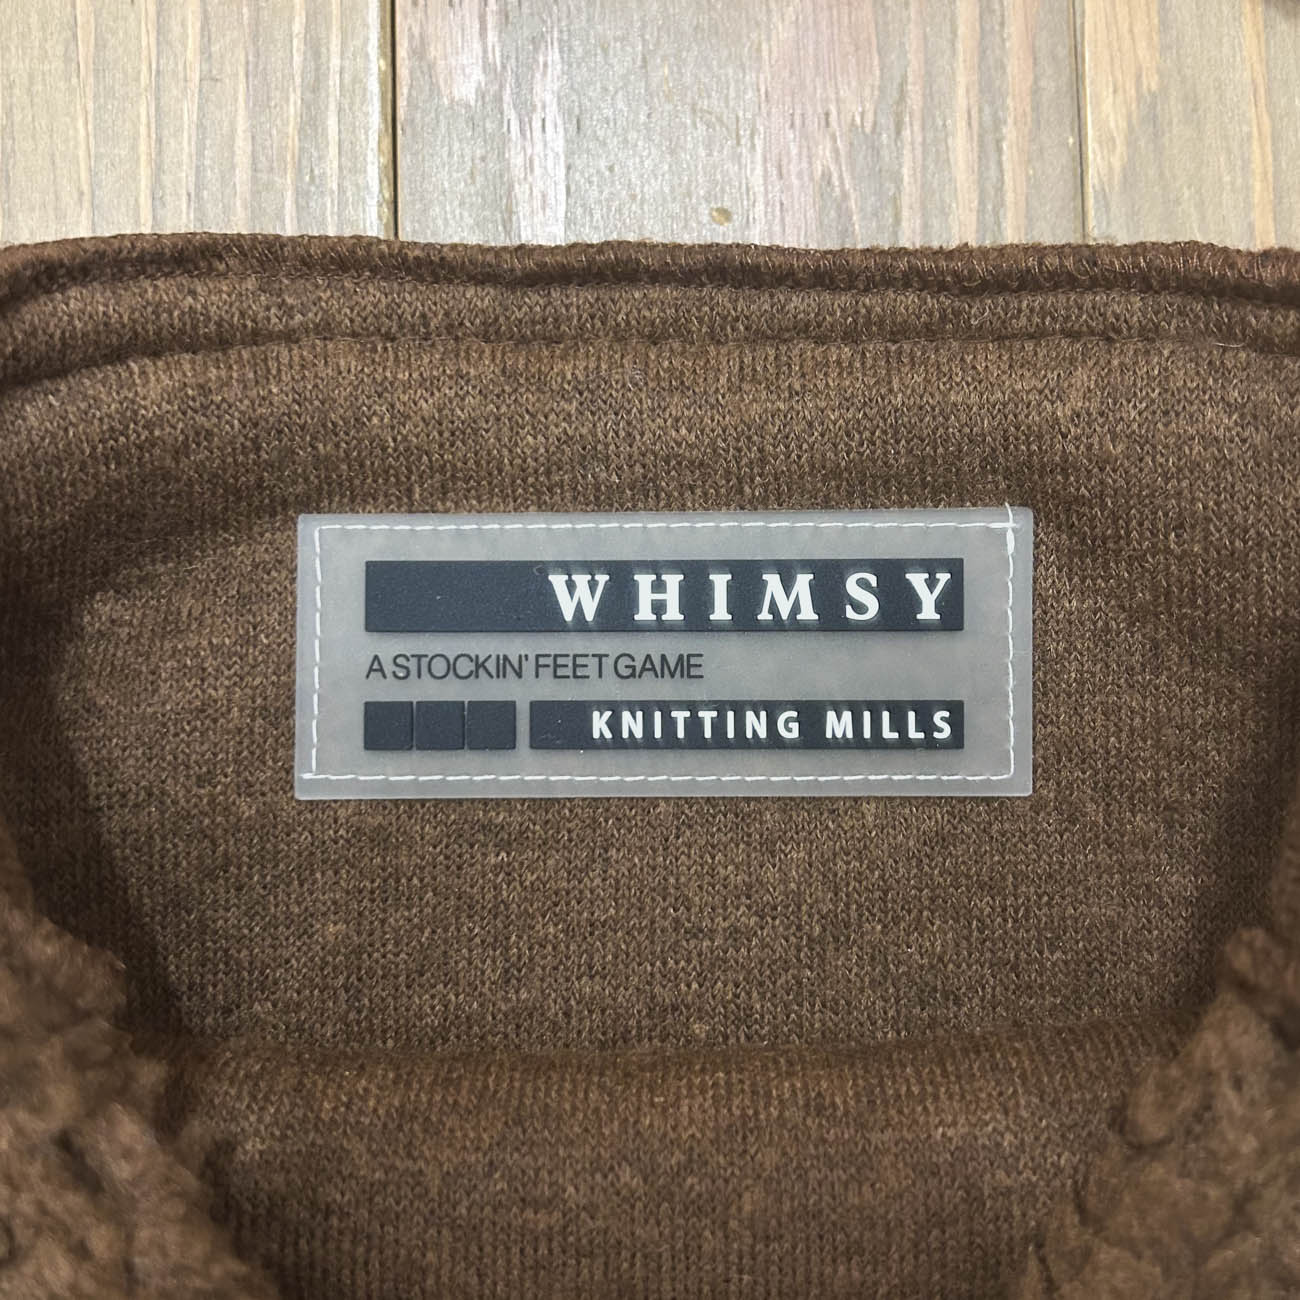 WHIMSY
A STOCKIN' FEET GAME
KNITTING MILLS